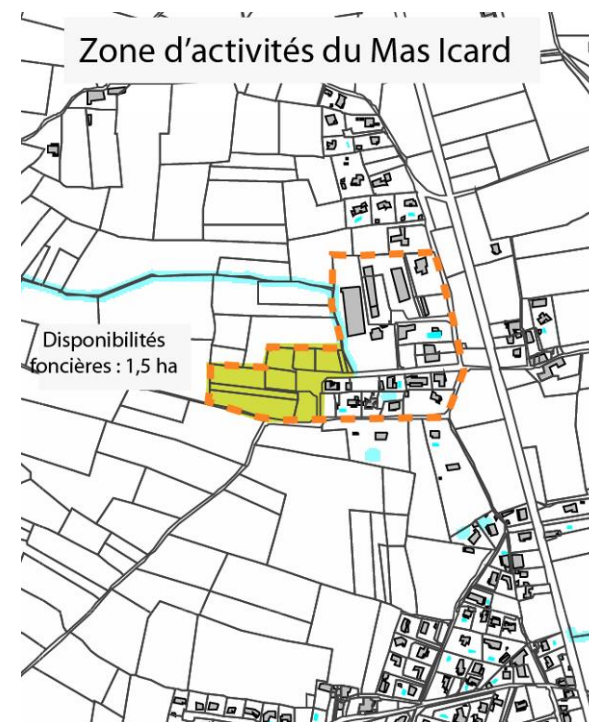 Zone d'activités du Mas Icard
Disponibilités
foncières : 1,5 ha